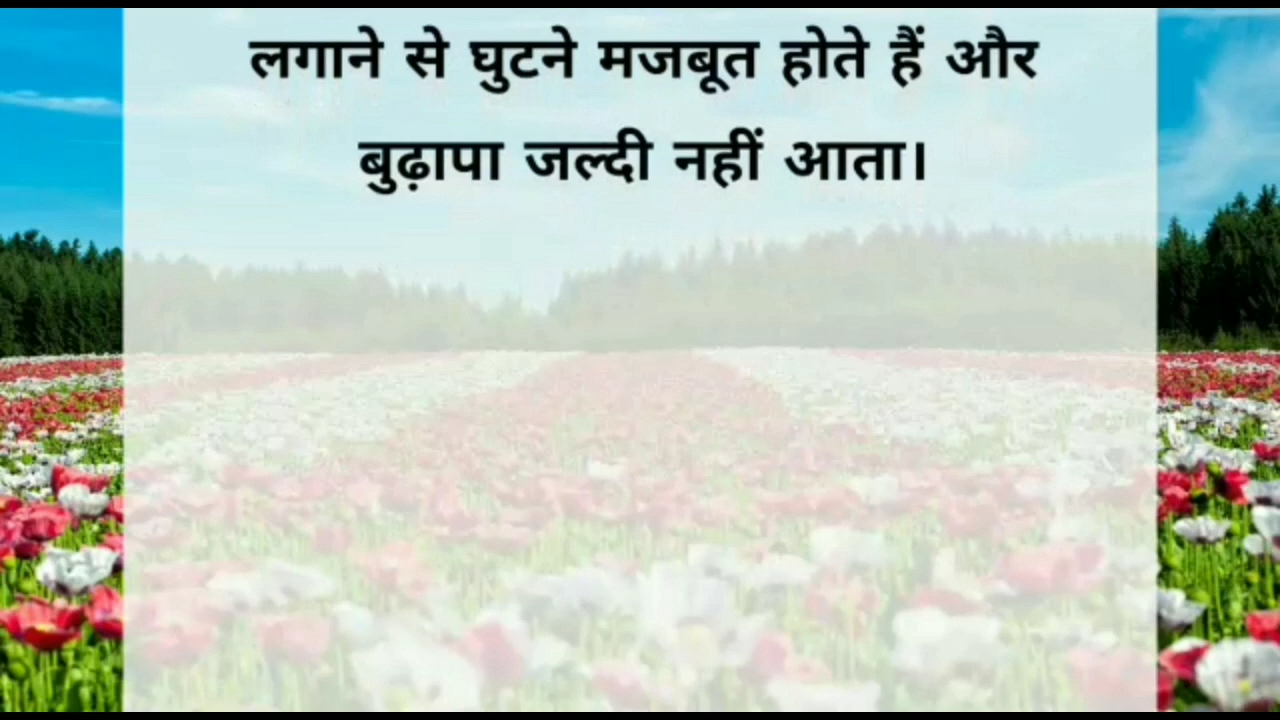 लगाने से घुटने मजबूत होते हैं और
बुढ़ापा जल्दी नहीं आता।